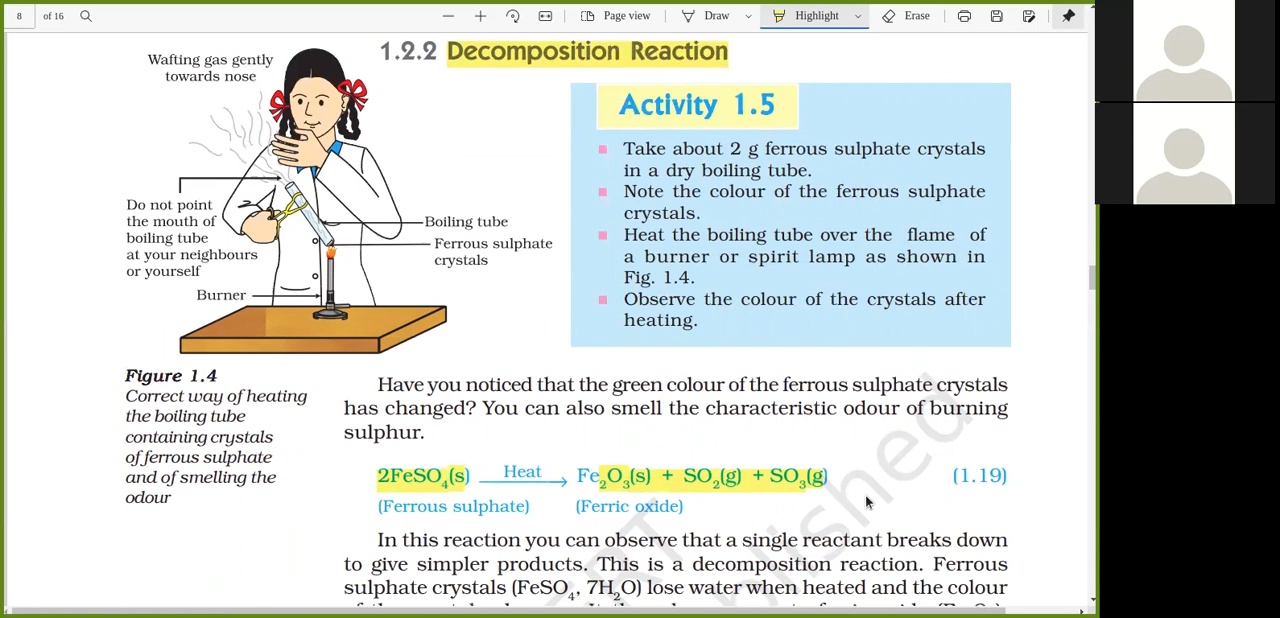 8 of 16 Page view Draw Highlight Erase
1.2.2 Decomposition Reaction
Wafting gas gently
towards nose
Do not point
the mouth of
boiling tube
at your neighbours
or yourself
Burner
Boiling tube
Ferrous sulphate
crystals
Activity 1.5
Take about 2 g ferrous sulphate crystals
in a dry boiling tube.
Note the colour of the ferrous sulphate
crystals.
Heat the boiling tube over the flame of
a burner or spirit lamp as shown in
Fig. 1.4.
Observe the colour of the crystals after
heating.
Figure 1.4
Correct way of heating
the boiling tube
containing crystals
of ferrous sulphate
and of smelling the
odour
Have you noticed that the green colour of the ferrous sulphate crystals
has changed? You can also smell the characteristic odour of burning
sulphur.
2FeSO₄(s) Heat → Fe₂O₃(s) + SO₂(g) + SO₃(g) (1.19)
(Ferrous sulphate) (Ferric oxide)
In this reaction you can observe that a single reactant breaks down
to give simpler products. This is a decomposition reaction. Ferrous
sulphate crystals (FeSO₄, 7H₂O) lose water when heated and the colour